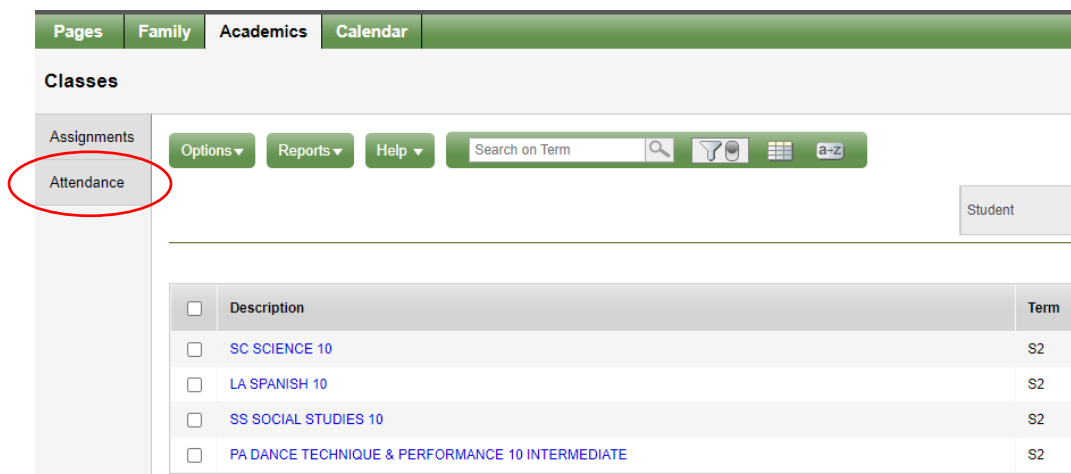 Pages Family Academics Calendar
Classes
Assignments
Attendance
Options Reports Help Search on Term a-z
Student
Description Term
SC SCIENCE 10 S2
LA SPANISH 10 S2
SS SOCIAL STUDIES 10 S2
PA DANCE TECHNIQUE & PERFORMANCE 10 INTERMEDIATE S2